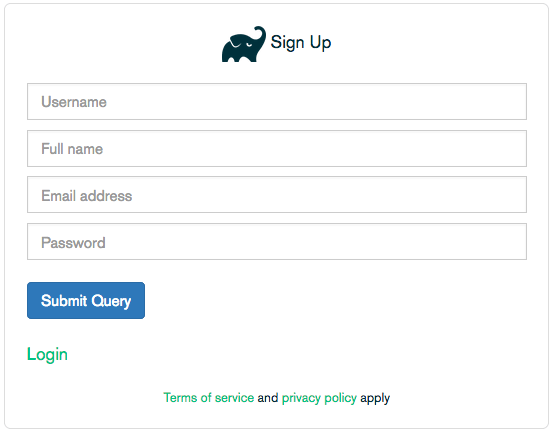 Sign Up
Username
Full name
Email address
Password
Submit Query
Login
Terms of service and privacy policy apply